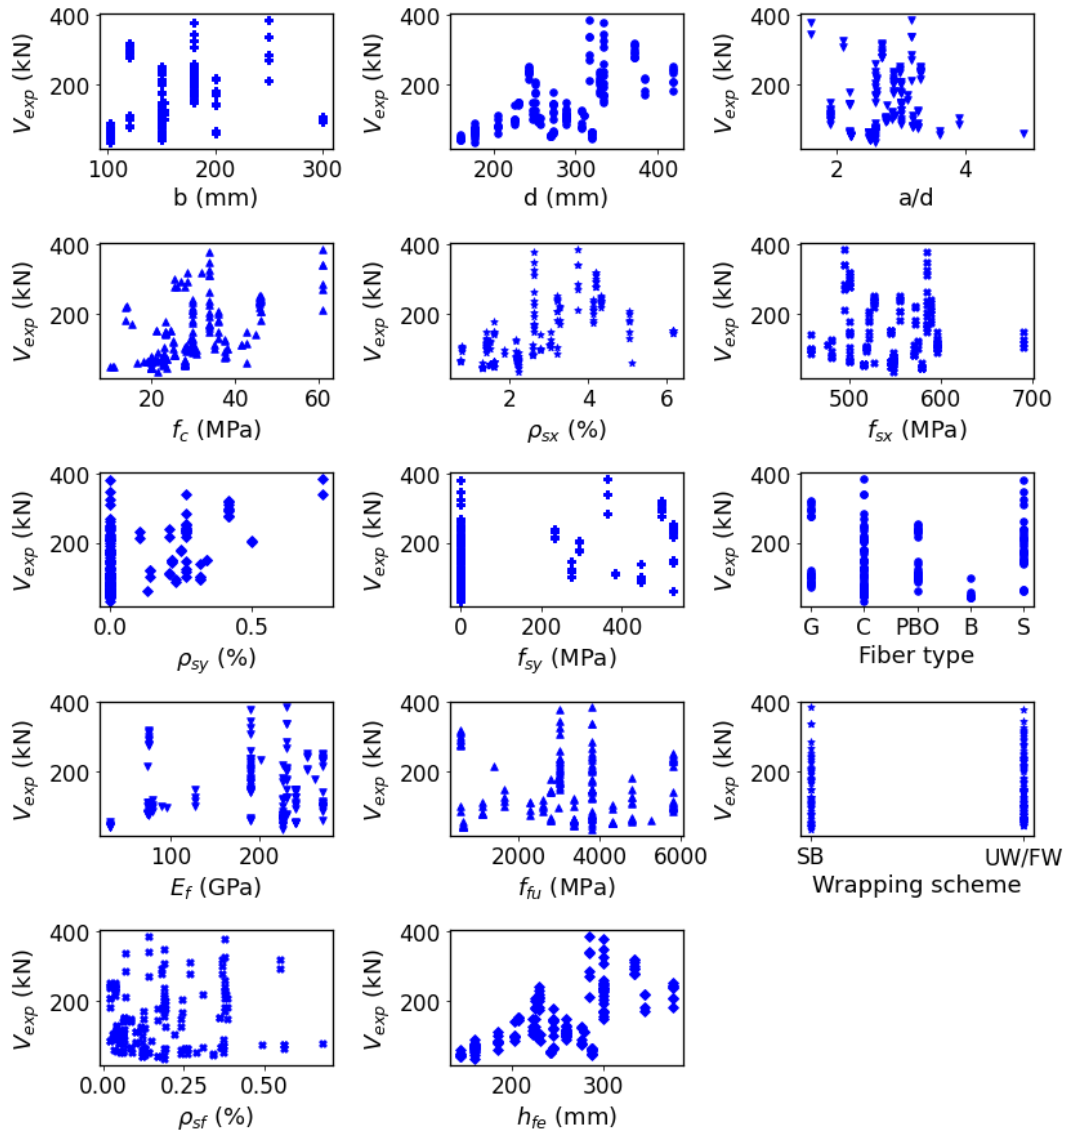 V_exp (kN)
400
200
100
200
300
b (mm)
V_exp (kN)
400
200
200
300
400
d (mm)
V_exp (kN)
400
200
2
4
a/d
V_exp (kN)
400
200
20
40
60
f_c (MPa)
V_exp (kN)
400
200
2
4
6
ρ_sx (%)
V_exp (kN)
400
200
500
600
700
f_sx (MPa)
V_exp (kN)
400
200
0.0
0.5
ρ_sy (%)
V_exp (kN)
400
200
0
200
400
f_sy (MPa)
V_exp (kN)
400
200
G
C
PBO
B
S
Fiber type
V_exp (kN)
400
200
100
200
E_f (GPa)
V_exp (kN)
400
200
2000
4000
6000
f_fu (MPa)
V_exp (kN)
400
200
SB
UW/FW
Wrapping scheme
V_exp (kN)
400
200
0.00
0.25
0.50
ρ_sf (%)
V_exp (kN)
400
200
200
300
h_fe (mm)